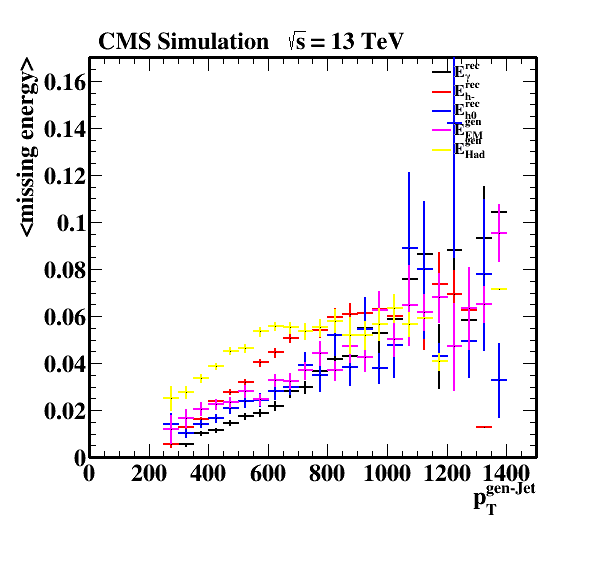 CMS Simulation √s = 13 TeV
<missing energy>
0.16
0.14
0.12
0.1
0.08
0.06
0.04
0.02
0
E_γ^rec
E_h-^rec
E_h0^rec
E_EM^gen
E_Had^gen
0 200 400 600 800 1000 1200 1400
p_T^gen-Jet